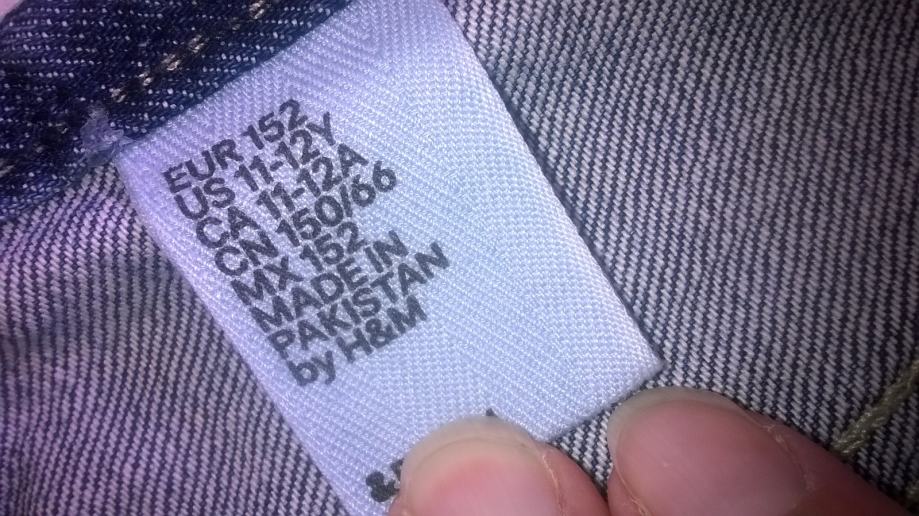 EUR 152
US 11-12Y
CA 11-12A
CN 150/66
MX 152
MADE IN
PAKISTAN
by H&M